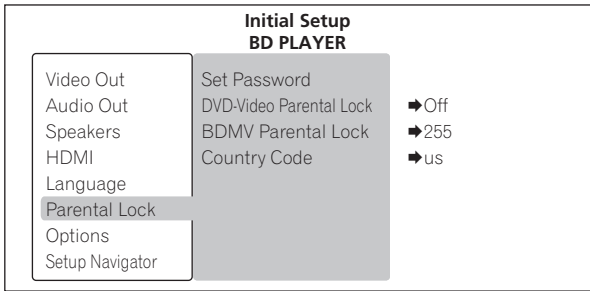 Initial Setup
BD PLAYER
Video Out
Audio Out
Speakers
HDMI
Language
Parental Lock
Options
Setup Navigator
Set Password
DVD-Video Parental Lock ➡Off
BDMV Parental Lock ➡255
Country Code ➡us